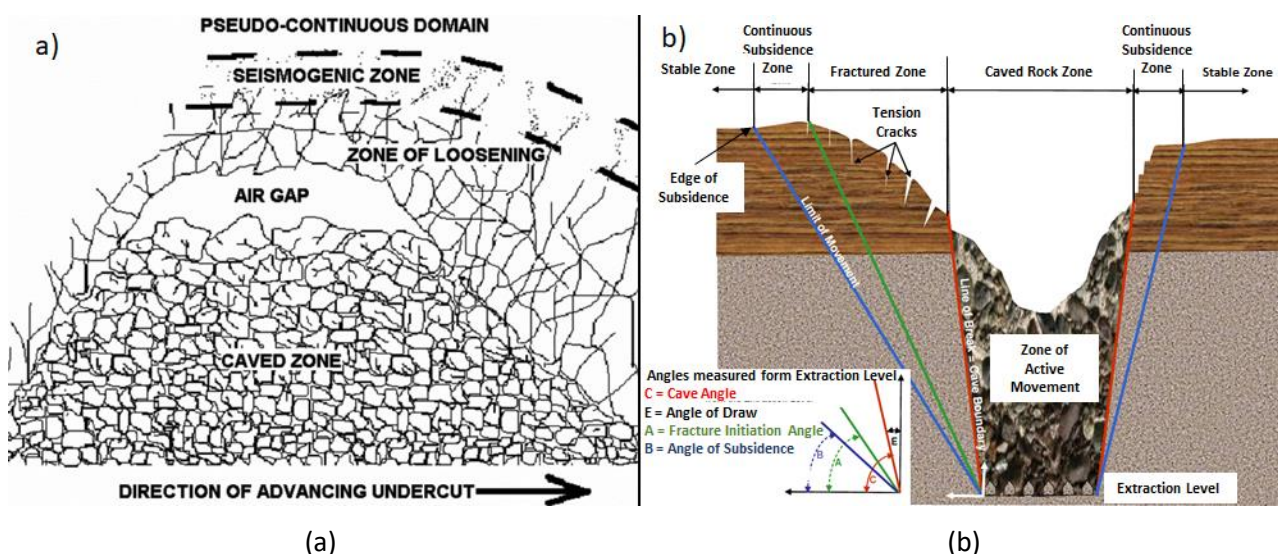 a)
PSEUDO-CONTINUOUS DOMAIN
SEISMOGENIC ZONE
ZONE OF LOOSENING
AIR GAP
CAVED ZONE
DIRECTION OF ADVANCING UNDERCUT
(a)
b)
Continuous
Subsidence
Zone
Continuous
Subsidence
Zone
Stable Zone
Fractured Zone
Caved Rock Zone
Stable Zone
Tension
Cracks
Edge of
Subsidence
Limit of Movement
Line of Break = Cave Boundary
Zone of
Active
Movement
Angles measured form Extraction Level
C = Cave Angle
E = Angle of Draw
A = Fracture Initiation Angle
B = Angle of Subsidence
B
A
C
E
Extraction Level
(b)